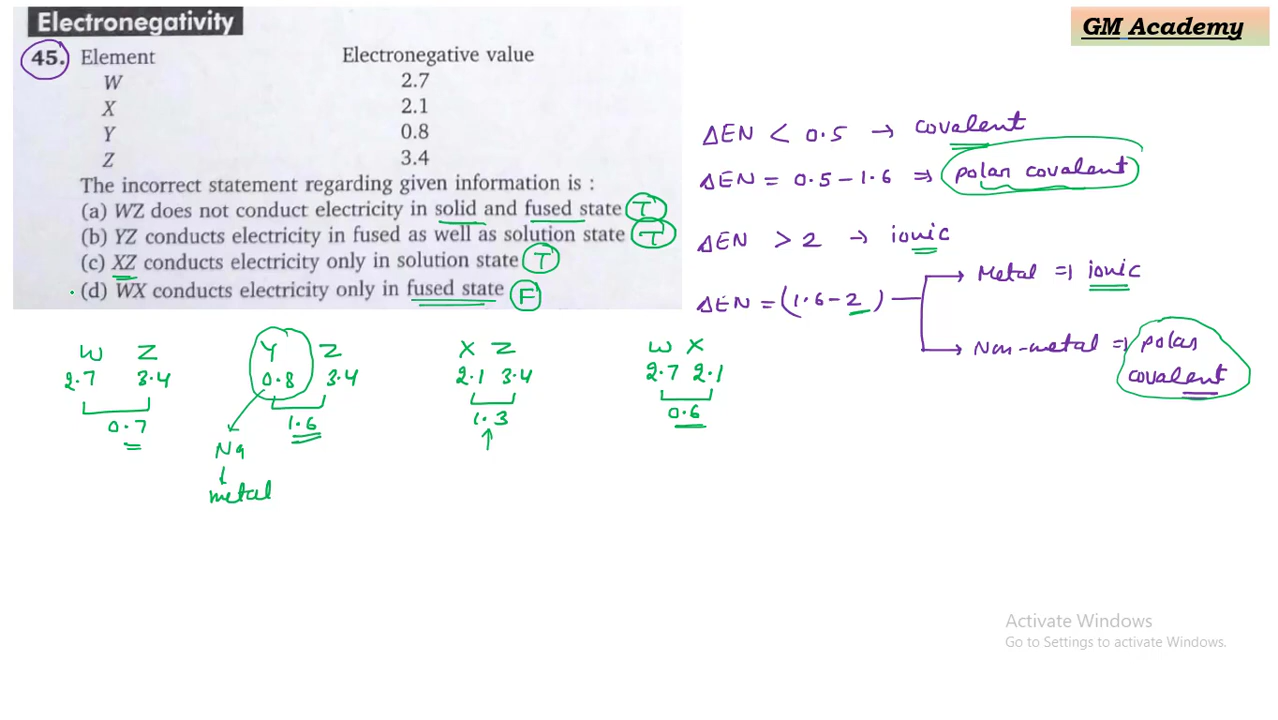 Electronegativity
GM Academy
45. Element Electronegative value
W 2.7
X 2.1
Y 0.8
Z 3.4
The incorrect statement regarding given information is :
(a) WZ does not conduct electricity in solid and fused state T
(b) YZ conducts electricity in fused as well as solution state T
(c) XZ conducts electricity only in solution state T
(d) WX conducts electricity only in fused state F
ΔEN < 0.5 → covalent
ΔEN = 0.5 - 1.6 ⇒ polar covalent
ΔEN > 2 → ionic
ΔEN = (1.6 - 2)
Metal ⇒ ionic
Non-metal ⇒ polar
covalent
W Z
2.7 3.4
0.7
Y Z
0.8 3.4
1.6
Na
metal
X Z
2.1 3.4
1.3
W X
2.7 2.1
0.6
Activate Windows
Go to Settings to activate Windows.